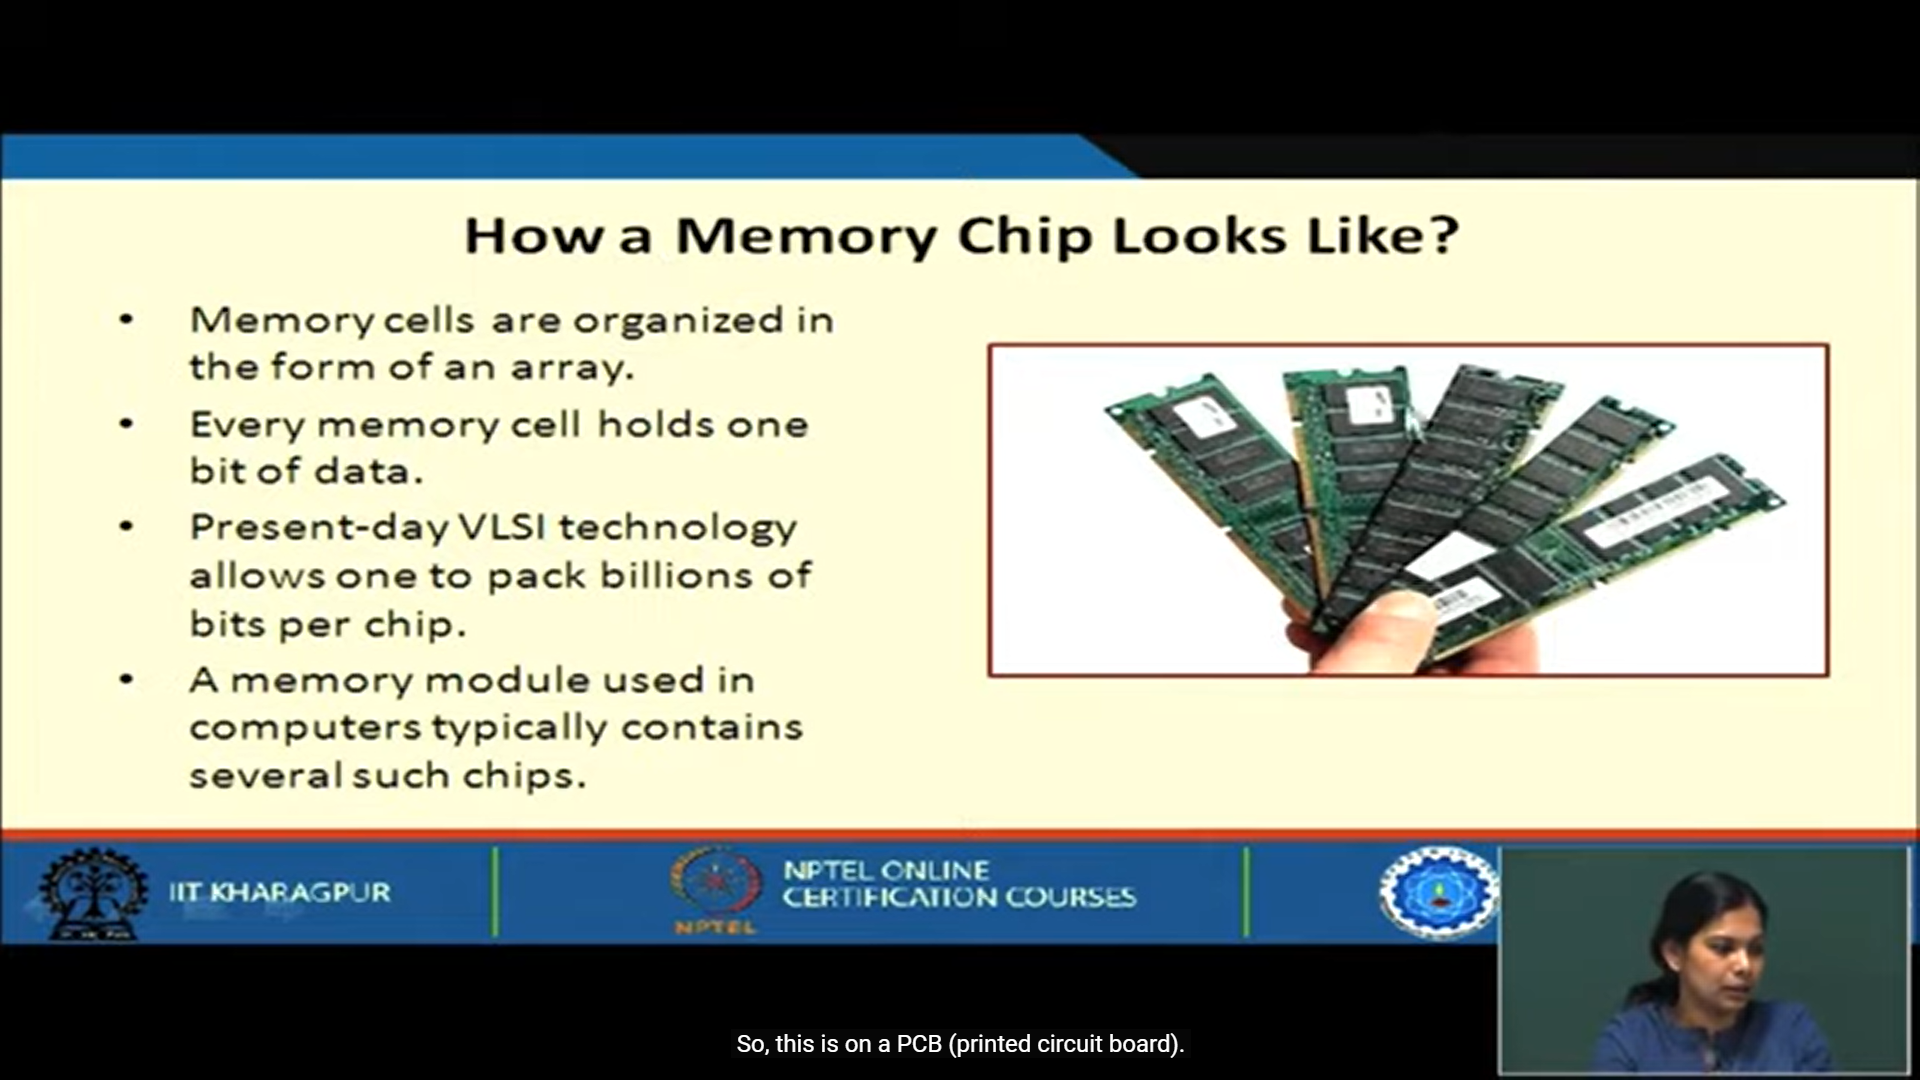 How a Memory Chip Looks Like?
• Memory cells are organized in
the form of an array.
• Every memory cell holds one
bit of data.
• Present-day VLSI technology
allows one to pack billions of
bits per chip.
• A memory module used in
computers typically contains
several such chips.
IIT KHARAGPUR
NPTEL
NPTEL ONLINE
CERTIFICATION COURSES
So, this is on a PCB (printed circuit board).